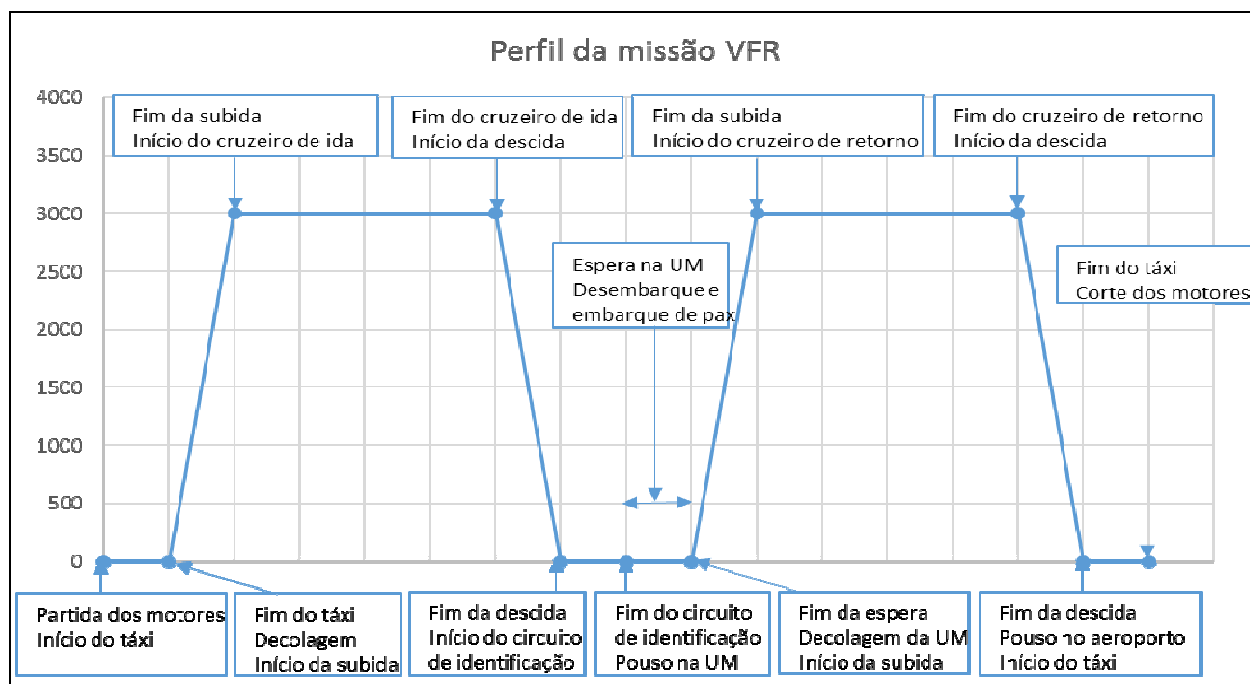 Perfil da missão VFR
4000
3500
3000
2500
2000
1500
1000
500
0
Fim da subida
Início do cruzeiro de ida
Fim do cruzeiro de ida
Início da descida
Fim da subida
Início do cruzeiro de retorno
Fim do cruzeiro de retorno
Início da descida
Espera na UM
Desembarque e
embarque de pax
Fim do táxi
Corte dos motores
Partida dos motores
Início do táxi
Fim do táxi
Decolagem
Início da subida
Fim da descida
Início do circuito
de identificação
Fim do circuito
de identificação
Pouso na UM
Fim da espera
Decolagem da UM
Início da subida
Fim da descida
Pouso no aeroporto
Início do táxi